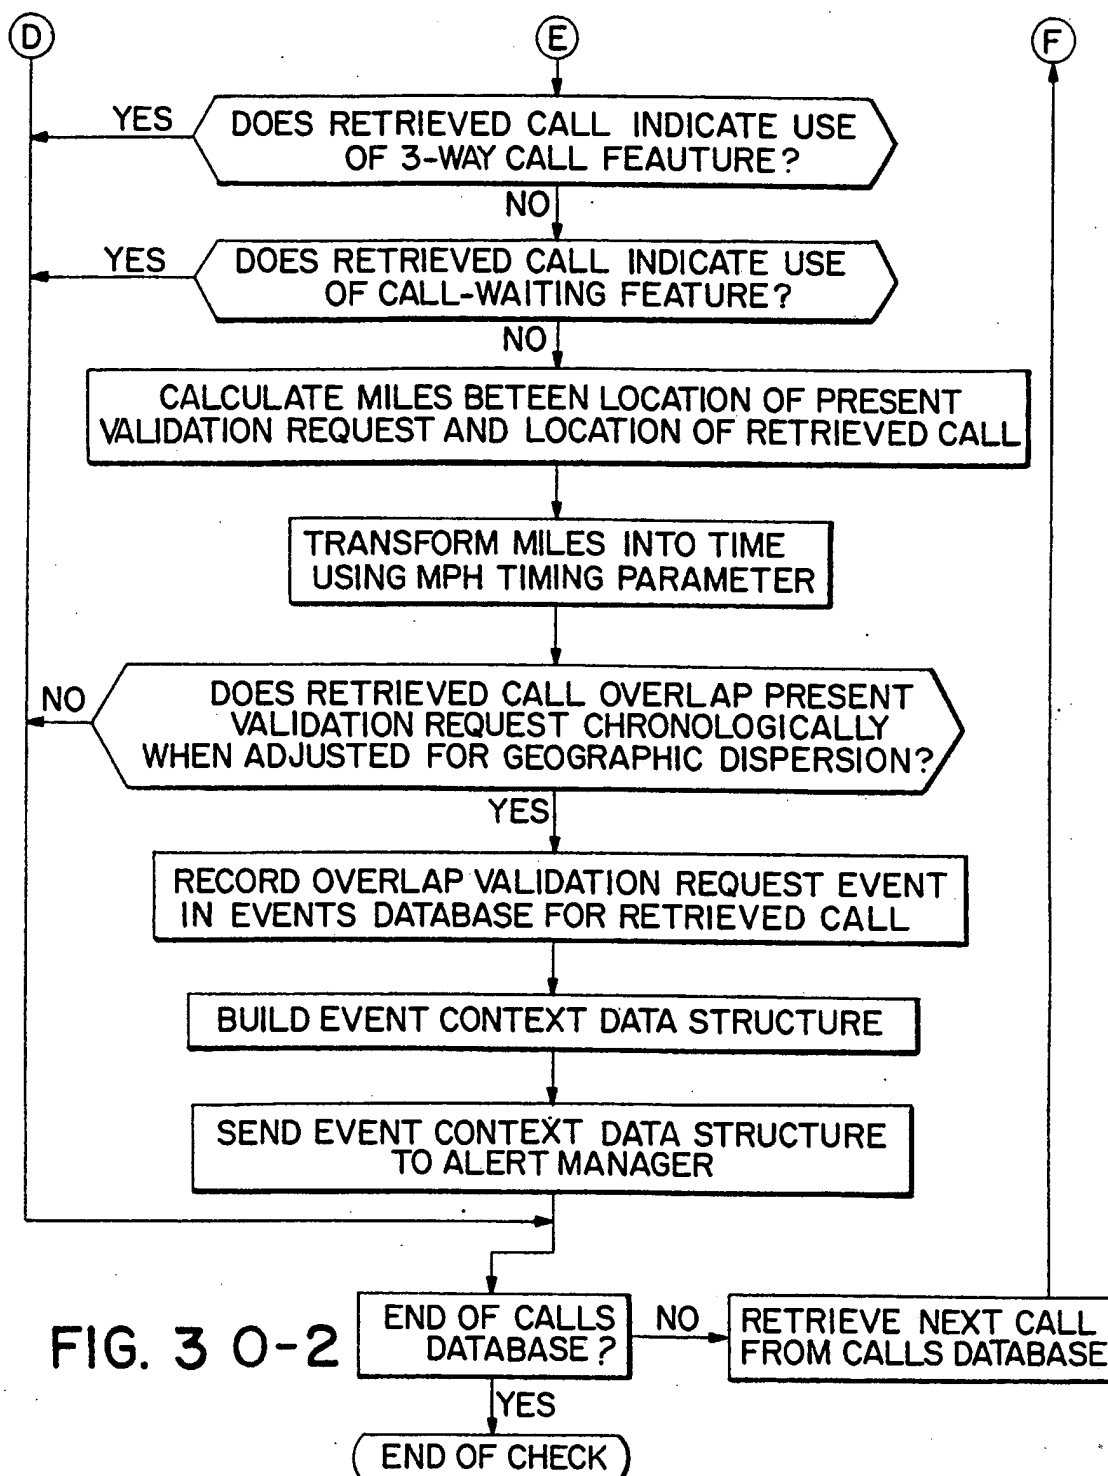 D
E
F
YES
DOES RETRIEVED CALL INDICATE USE
OF 3-WAY CALL FEAUTURE?
NO
YES
DOES RETRIEVED CALL INDICATE USE
OF CALL-WAITING FEATURE?
NO
CALCULATE MILES BETEEN LOCATION OF PRESENT
VALIDATION REQUEST AND LOCATION OF RETRIEVED CALL
TRANSFORM MILES INTO TIME
USING MPH TIMING PARAMETER
NO
DOES RETRIEVED CALL OVERLAP PRESENT
VALIDATION REQUEST CHRONOLOGICALLY
WHEN ADJUSTED FOR GEOGRAPHIC DISPERSION?
YES
RECORD OVERLAP VALIDATION REQUEST EVENT
IN EVENTS DATABASE FOR RETRIEVED CALL
BUILD EVENT CONTEXT DATA STRUCTURE
SEND EVENT CONTEXT DATA STRUCTURE
TO ALERT MANAGER
END OF CALLS
DATABASE?
NO
RETRIEVE NEXT CALL
FROM CALLS DATABASE
FIG. 3 O-2
YES
END OF CHECK